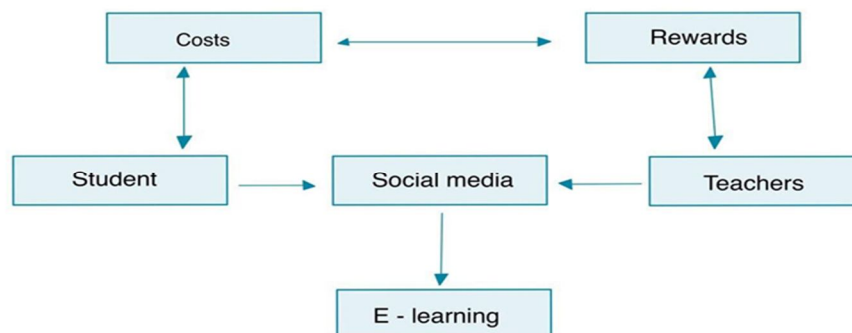 Costs
Rewards
Student
Social media
Teachers
E - learning